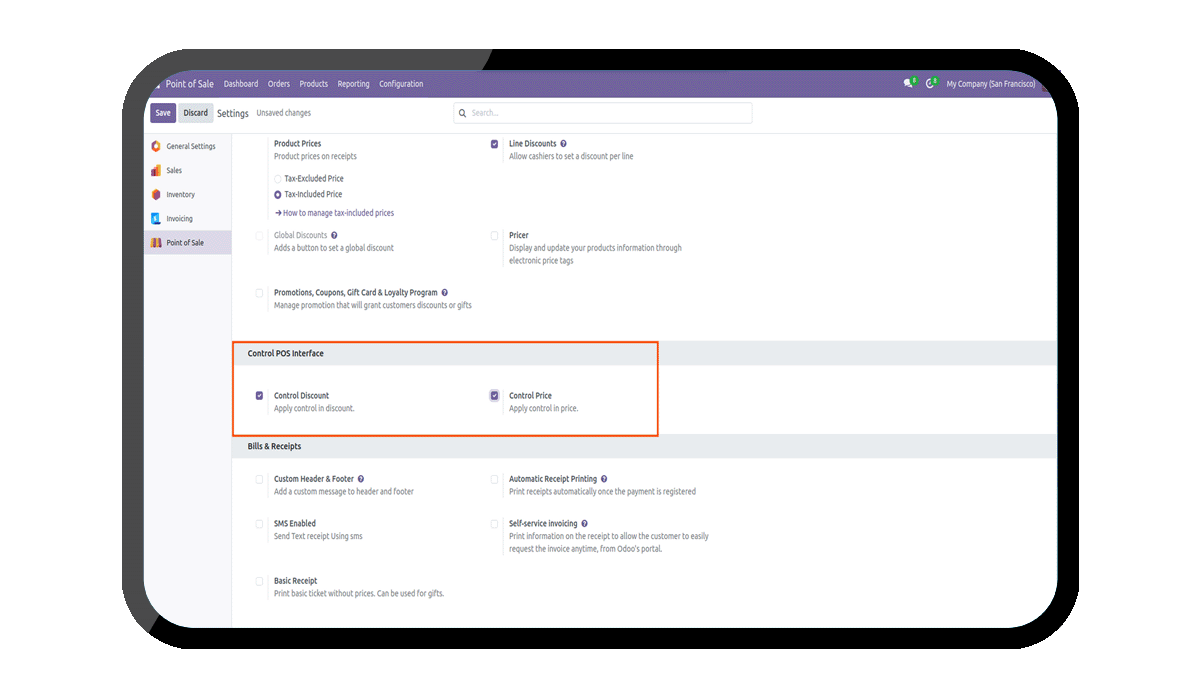 Point of Sale Dashboard Orders Products Reporting Configuration 8 8 My Company (San Francisco)
Save Discard Settings Unsaved changes Search...
General Settings
Sales
Inventory
Invoicing
Point of Sale
Product Prices
Product prices on receipts
Tax-Excluded Price
Tax-Included Price
How to manage tax-included prices
Line Discounts ?
Allow cashiers to set a discount per line
Global Discounts ?
Adds a button to set a global discount
Pricer
Display and update your products information through
electronic price tags
Promotions, Coupons, Gift Card & Loyalty Program ?
Manage promotion that will grant customers discounts or gifts
Control POS Interface
Control Discount
Apply control in discount.
Control Price
Apply control in price.
Bills & Receipts
Custom Header & Footer ?
Add a custom message to header and footer
Automatic Receipt Printing ?
Print receipts automatically once the payment is registered
SMS Enabled
Send Text receipt Using sms
Self-service invoicing ?
Print information on the receipt to allow the customer to easily
request the invoice anytime, from Odoo's portal.
Basic Receipt
Print basic ticket without prices. Can be used for gifts.